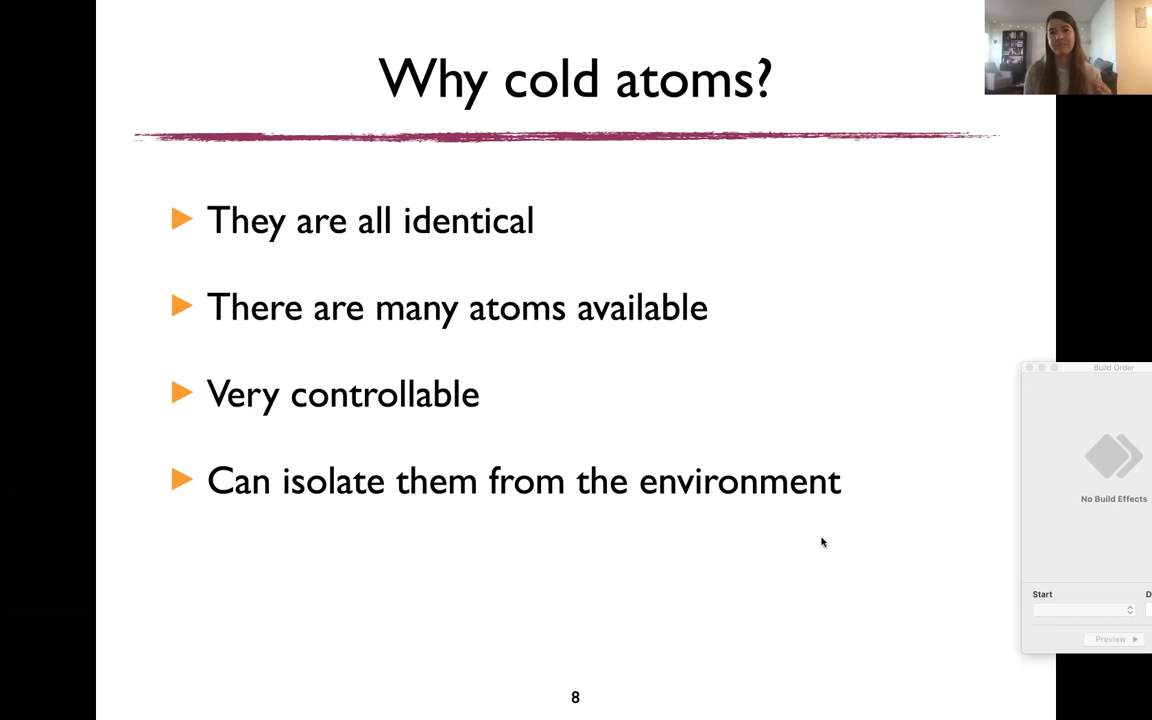 Why cold atoms?
They are all identical
There are many atoms available
Very controllable
Can isolate them from the environment
8
Build Order
No Build Effects
Start
D
Preview